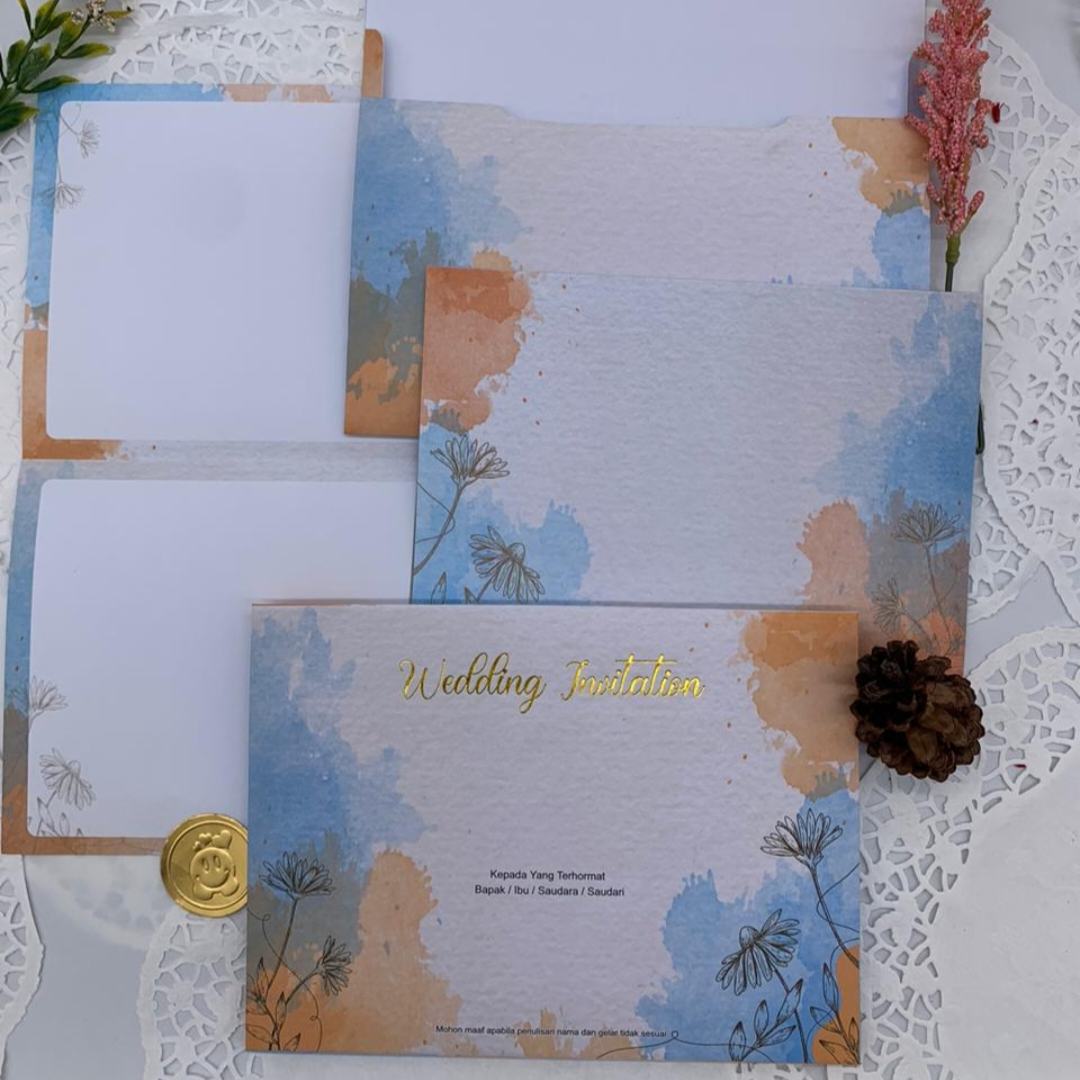 Wedding Invitation
Kepada Yang Terhormat
Bapak / Ibu / Saudara / Saudari
Mohon maaf apabila penulisan nama dan gelar tidak sesuai